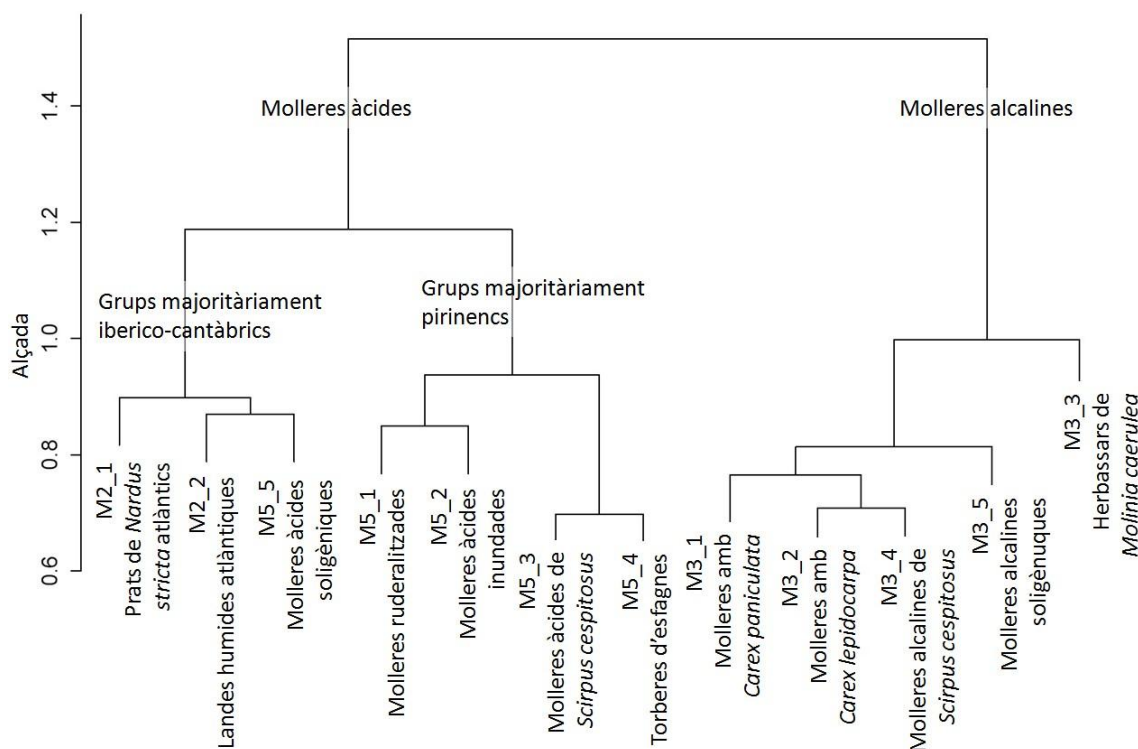 Alçada
1.4
1.2
1.0
0.8
0.6
Molleres àcides
Molleres alcalines
Grups majoritàriament
iberico-cantàbrics
Grups majoritàriament
pirinencs
M2_1
Prats de Nardus
stricta atlàntics
M2_2
Landes humides atlàntiques
M5_5
Molleres àcides
soligèniques
M5_1
Molleres ruderalitzades
M5_2
Molleres àcides
inundades
M5_3
Molleres àcides de
Scirpus cespitosus
M5_4
Torberes d'esfagnes
M3_1
Molleres amb
Carex paniculata
M3_2
Molleres amb
Carex lepidocarpa
M3_4
Molleres alcalines de
Scirpus cespitosus
M3_5
Molleres alcalines
soligènuques
M3_3
Herbassars de
Molinia caerulea